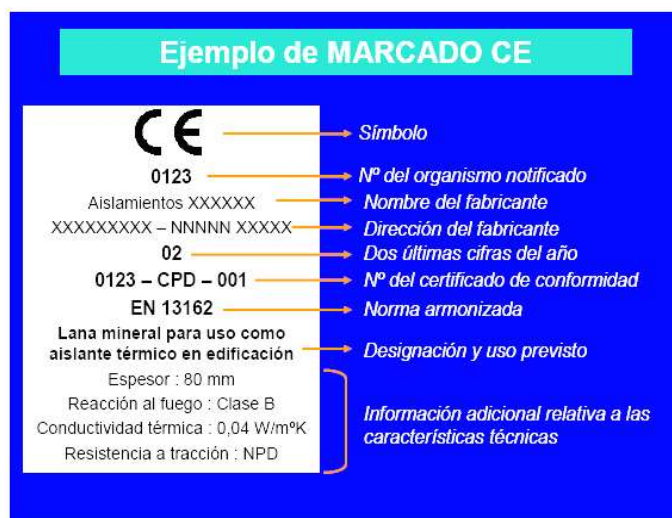 Ejemplo de MARCADO CE
CE
Símbolo
0123
Nº del organismo notificado
Aislamientos XXXXXX
Nombre del fabricante
XXXXXXXXX – NNNNN XXXXX
Dirección del fabricante
02
Dos últimas cifras del año
0123 – CPD – 001
Nº del certificado de conformidad
EN 13162
Norma armonizada
Lana mineral para uso como
aislante térmico en edificación
Designación y uso previsto
Espesor : 80 mm
Reacción al fuego : Clase B
Conductividad térmica : 0,04 W/mºK
Resistencia a tracción : NPD
Información adicional relativa a las
características técnicas